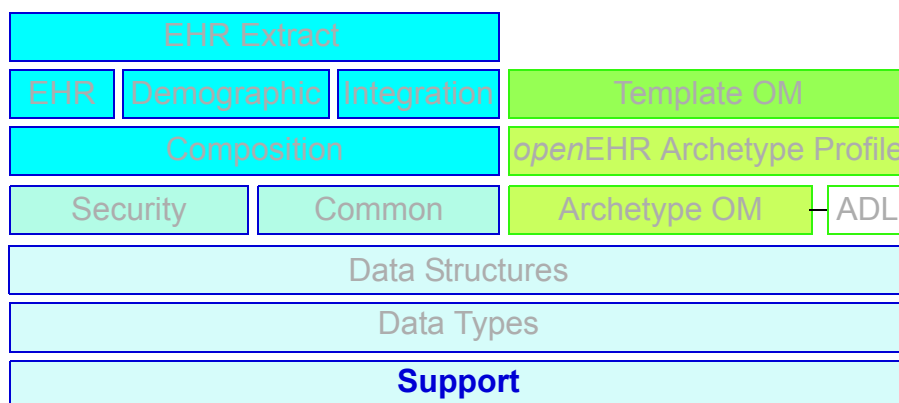 EHR Extract
EHR Demographic Integration Template OM
Composition openEHR Archetype Profile
Security Common Archetype OM ADL
Data Structures
Data Types
Support